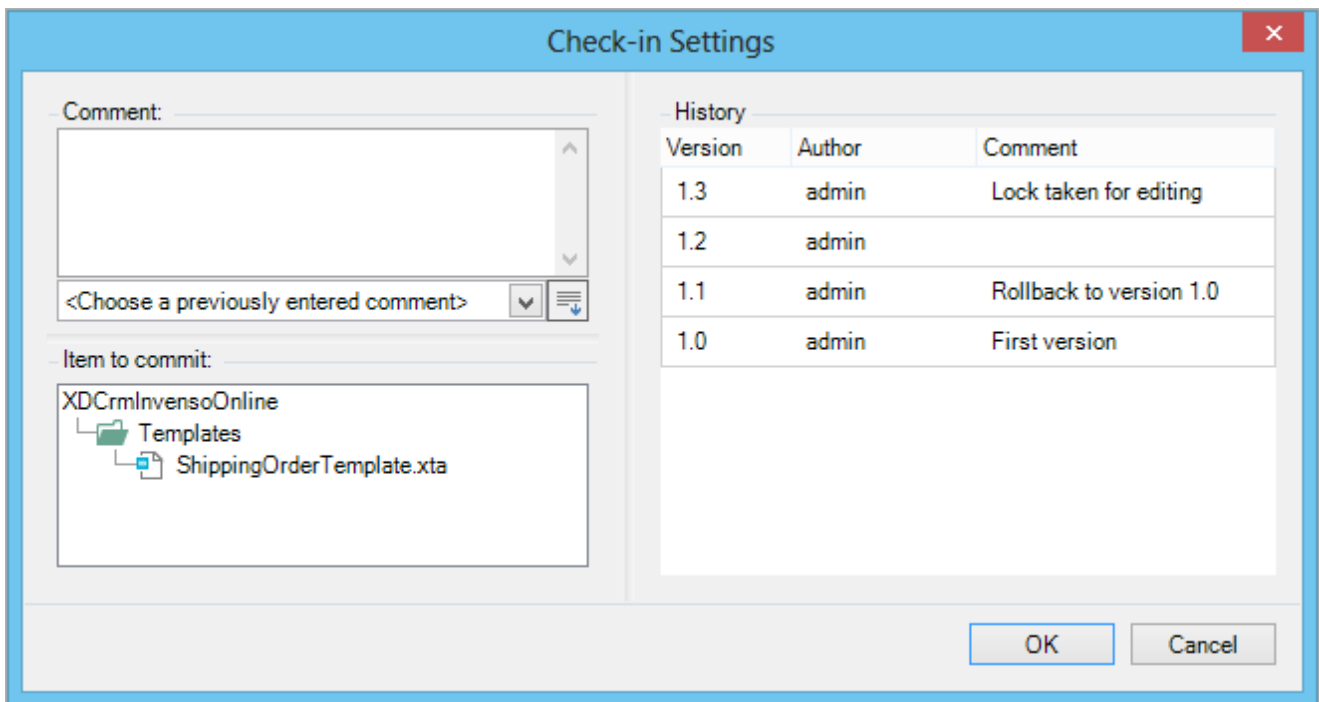 Check-in Settings
Comment:
<Choose a previously entered comment>
Item to commit:
XDCrmInvensoOnline
Templates
ShippingOrderTemplate.xta
History
Version Author Comment
1.3 admin Lock taken for editing
1.2 admin
1.1 admin Rollback to version 1.0
1.0 admin First version
OK Cancel